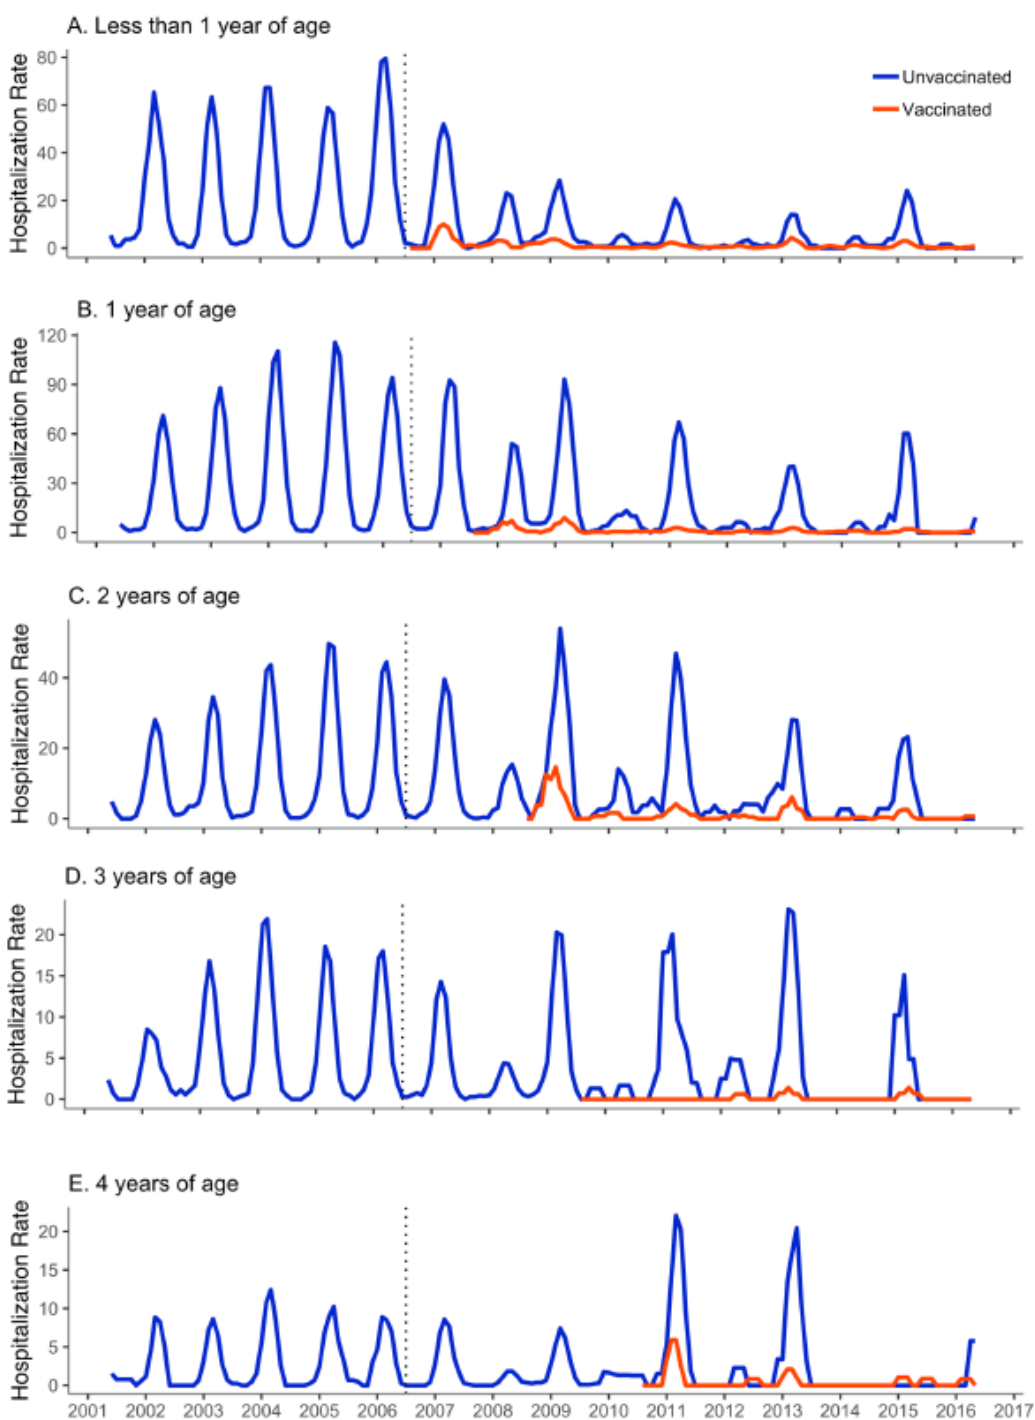 A. Less than 1 year of age
Hospitalization Rate
80
60
40
20
0
Unvaccinated
Vaccinated
B. 1 year of age
Hospitalization Rate
120
90
60
30
0
C. 2 years of age
Hospitalization Rate
40
20
0
D. 3 years of age
Hospitalization Rate
20
15
10
5
0
E. 4 years of age
Hospitalization Rate
20
15
10
5
0
2001 2002 2003 2004 2005 2006 2007 2008 2009 2010 2011 2012 2013 2014 2015 2016 2017